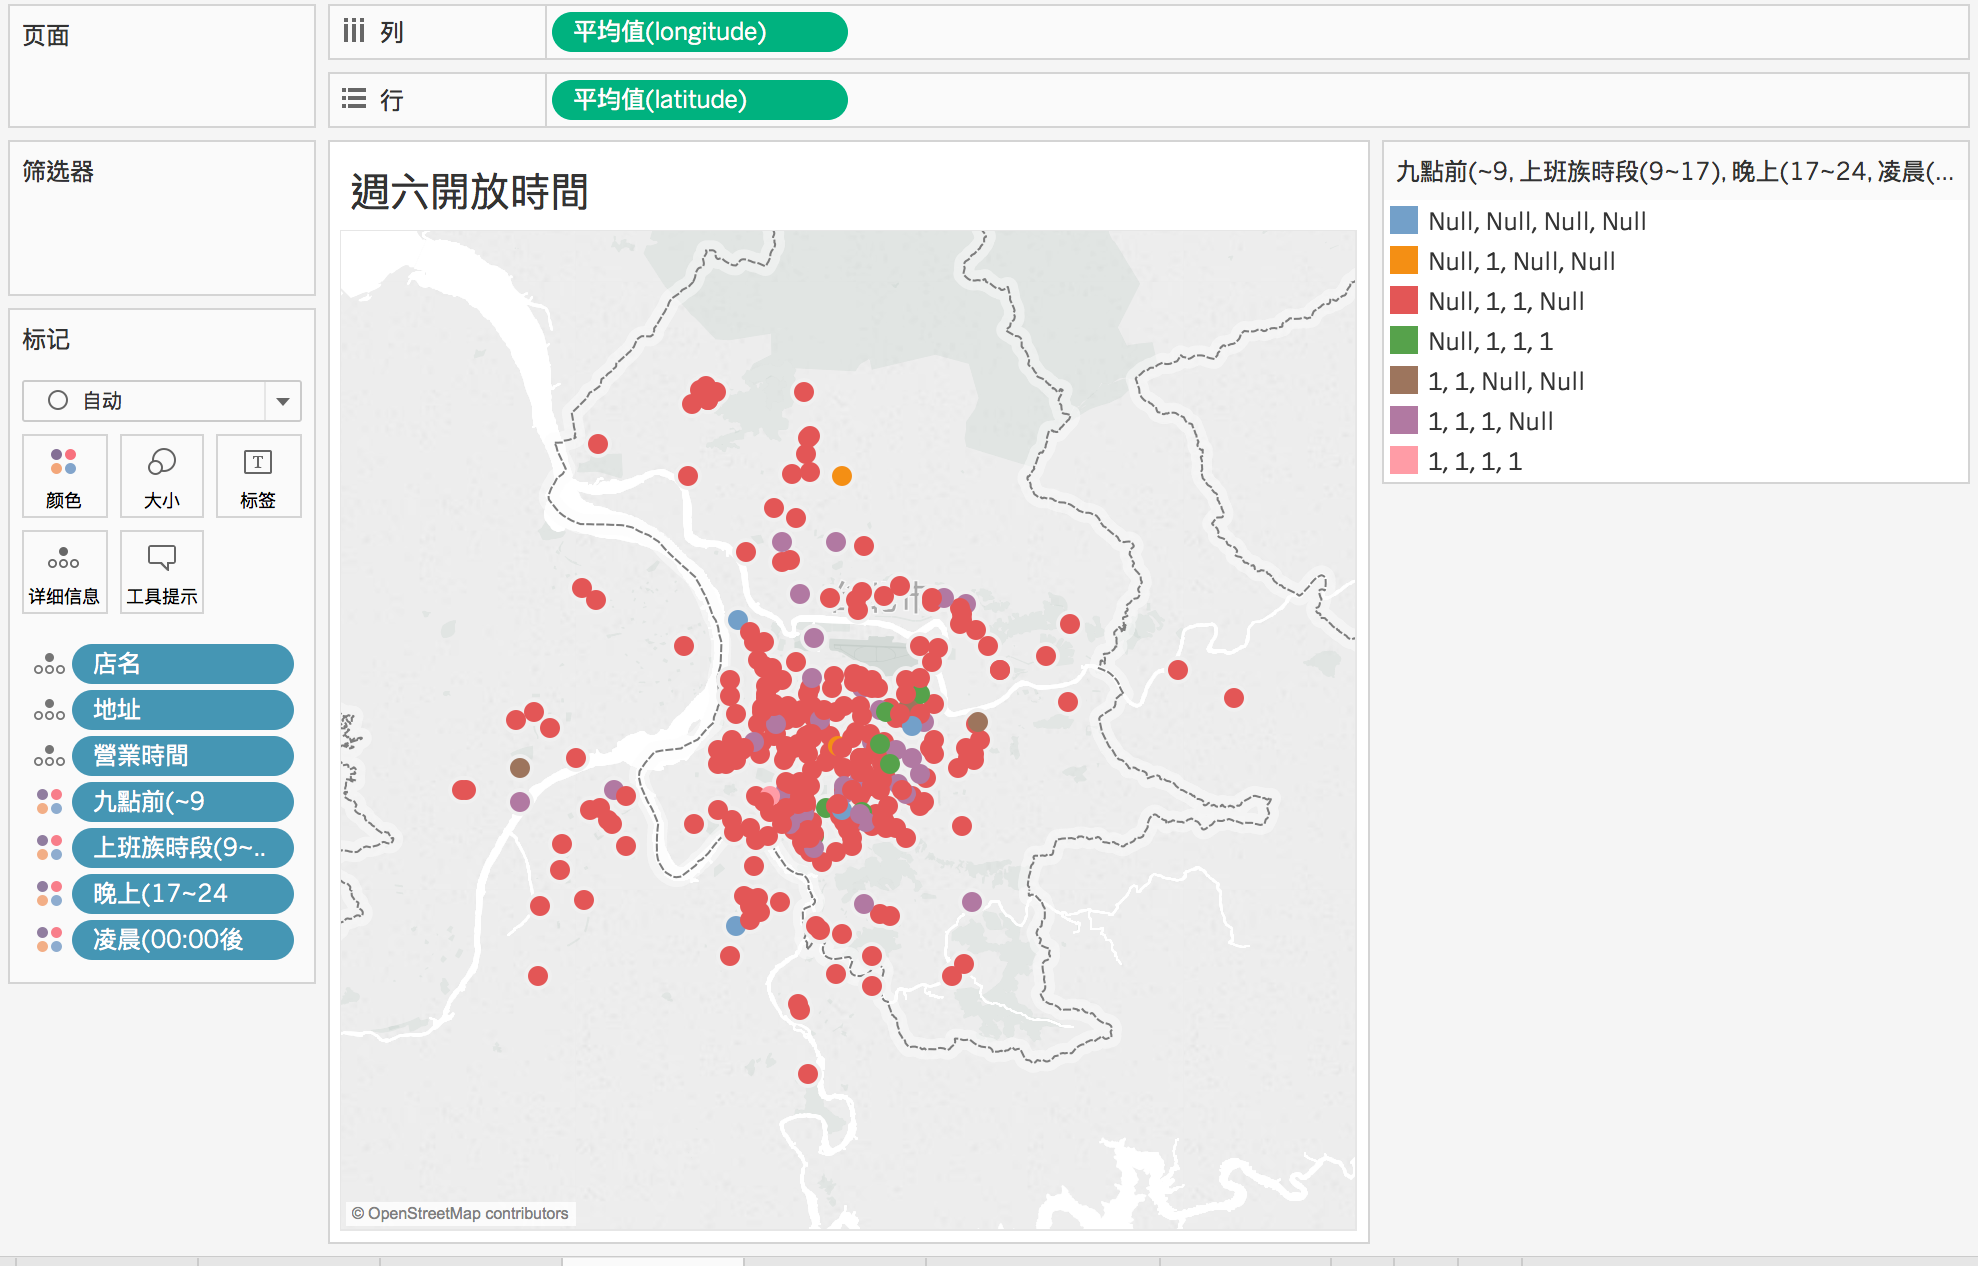 页面
列
平均值(longitude)
行
平均值(latitude)
筛选器
标记
自动
颜色
大小
标签
详细信息
工具提示
店名
地址
營業時間
九點前(~9
上班族時段(9~..
晚上(17~24
凌晨(00:00後
週六開放時間
© OpenStreetMap contributors
九點前(~9, 上班族時段(9~17), 晚上(17~24, 凌晨(...
Null, Null, Null, Null
Null, 1, Null, Null
Null, 1, 1, Null
Null, 1, 1, 1
1, 1, Null, Null
1, 1, 1, Null
1, 1, 1, 1